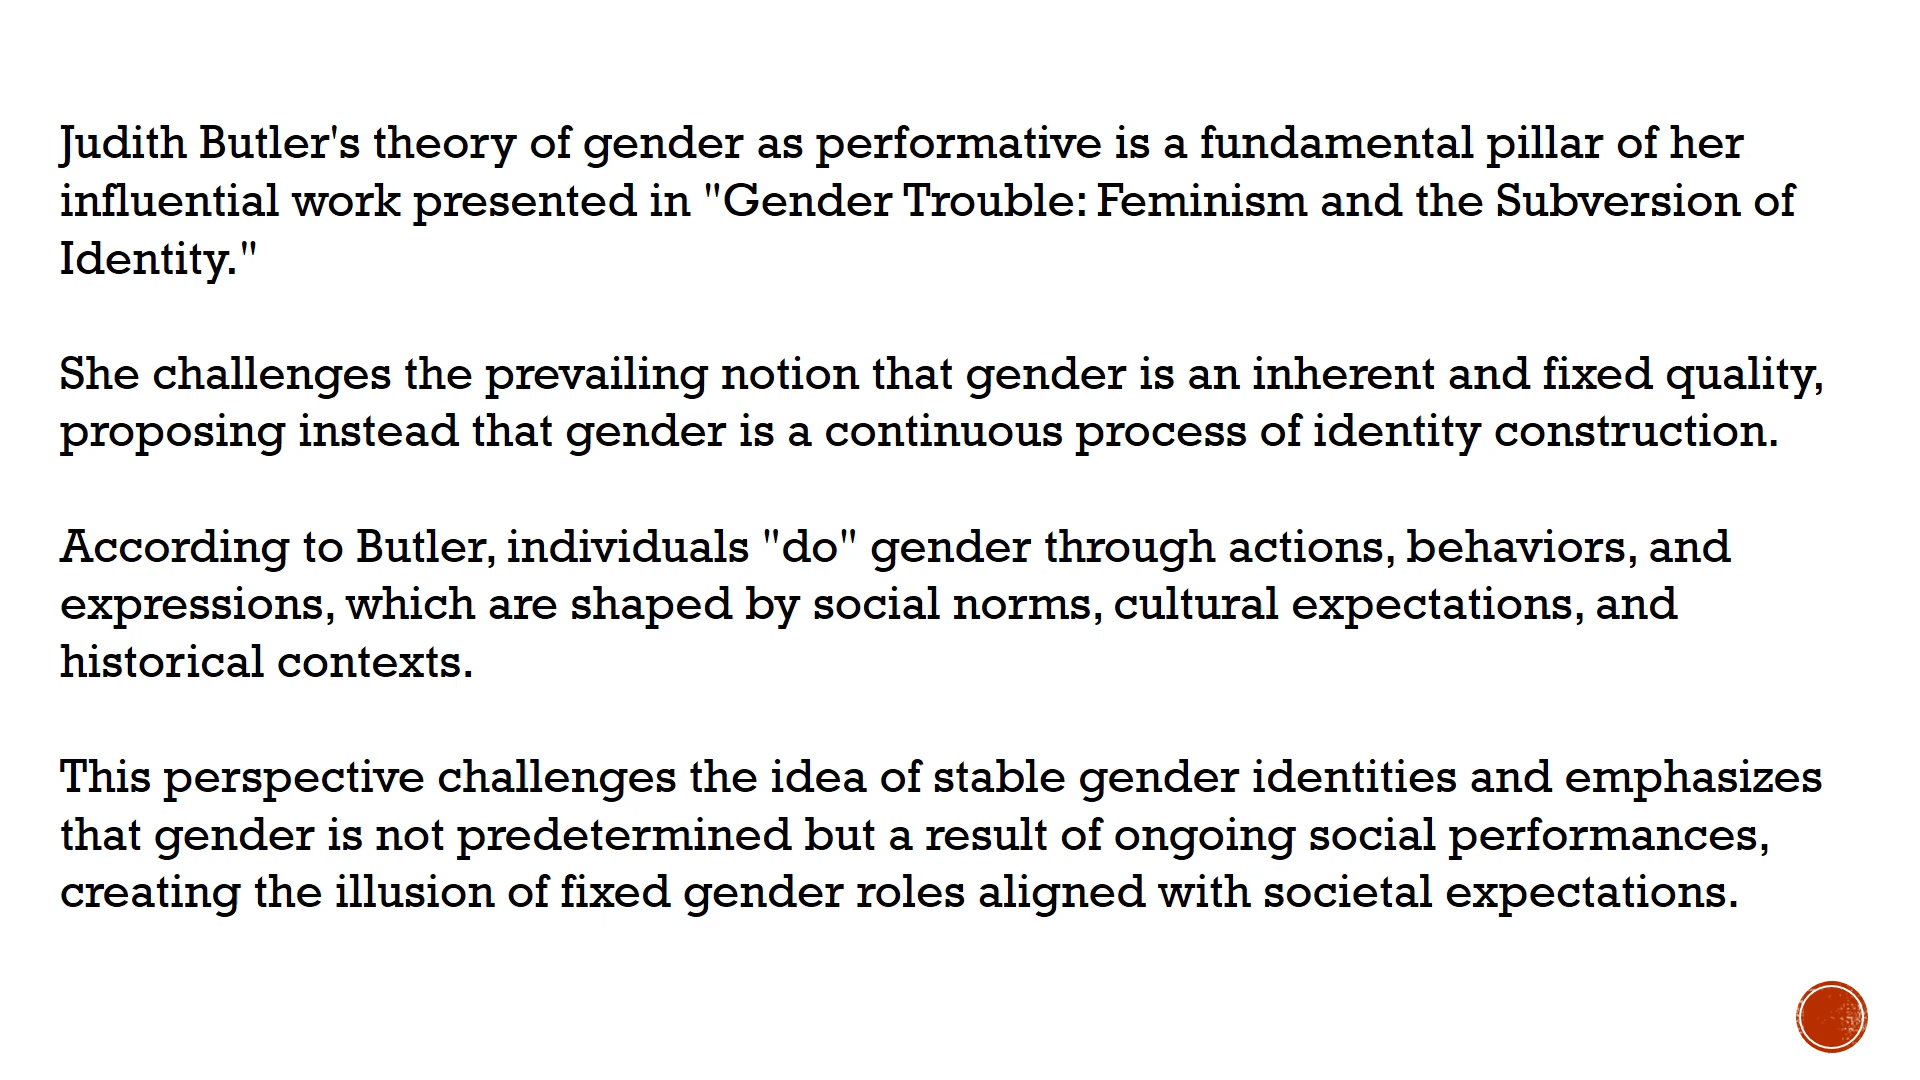 Judith Butler's theory of gender as performative is a fundamental pillar of her
influential work presented in "Gender Trouble: Feminism and the Subversion of
Identity."
She challenges the prevailing notion that gender is an inherent and fixed quality,
proposing instead that gender is a continuous process of identity construction.
According to Butler, individuals "do" gender through actions, behaviors, and
expressions, which are shaped by social norms, cultural expectations, and
historical contexts.
This perspective challenges the idea of stable gender identities and emphasizes
that gender is not predetermined but a result of ongoing social performances,
creating the illusion of fixed gender roles aligned with societal expectations.